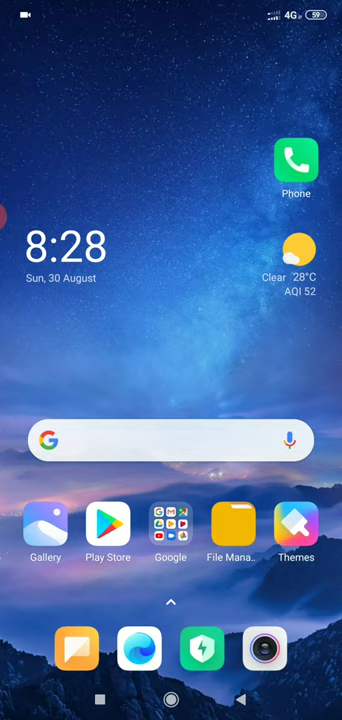 4G 59
Phone
8:28
Sun, 30 August
Clear 28°C
AQI 52
Gallery
Play Store
Google
File Mana..
Themes